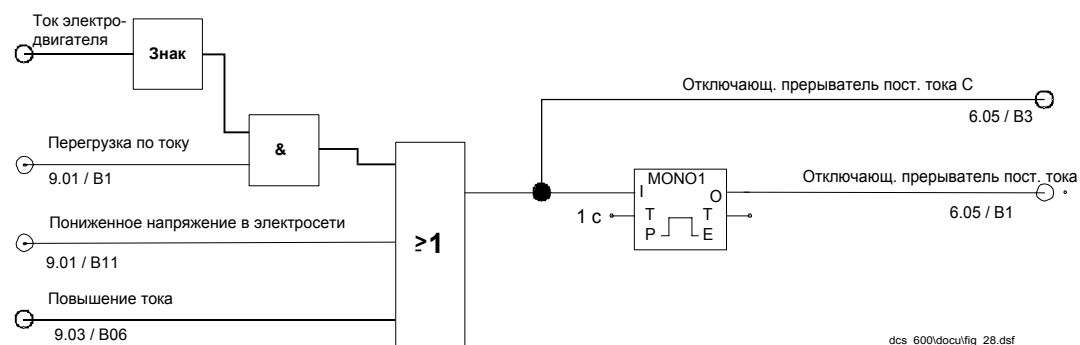 Ток электро-
двигателя
Знак
Отключающ. прерыватель пост. тока С
6.05 / B3
Перегрузка по току
9.01 / B1
&
MONO1
I
O
Отключающ. прерыватель пост. тока
6.05 / B1
1 с
T
T
P
E
Пониженное напряжение в электросети
9.01 / B11
≥1
Повышение тока
9.03 / B06
dcs_600\docu\fig_28.dsf